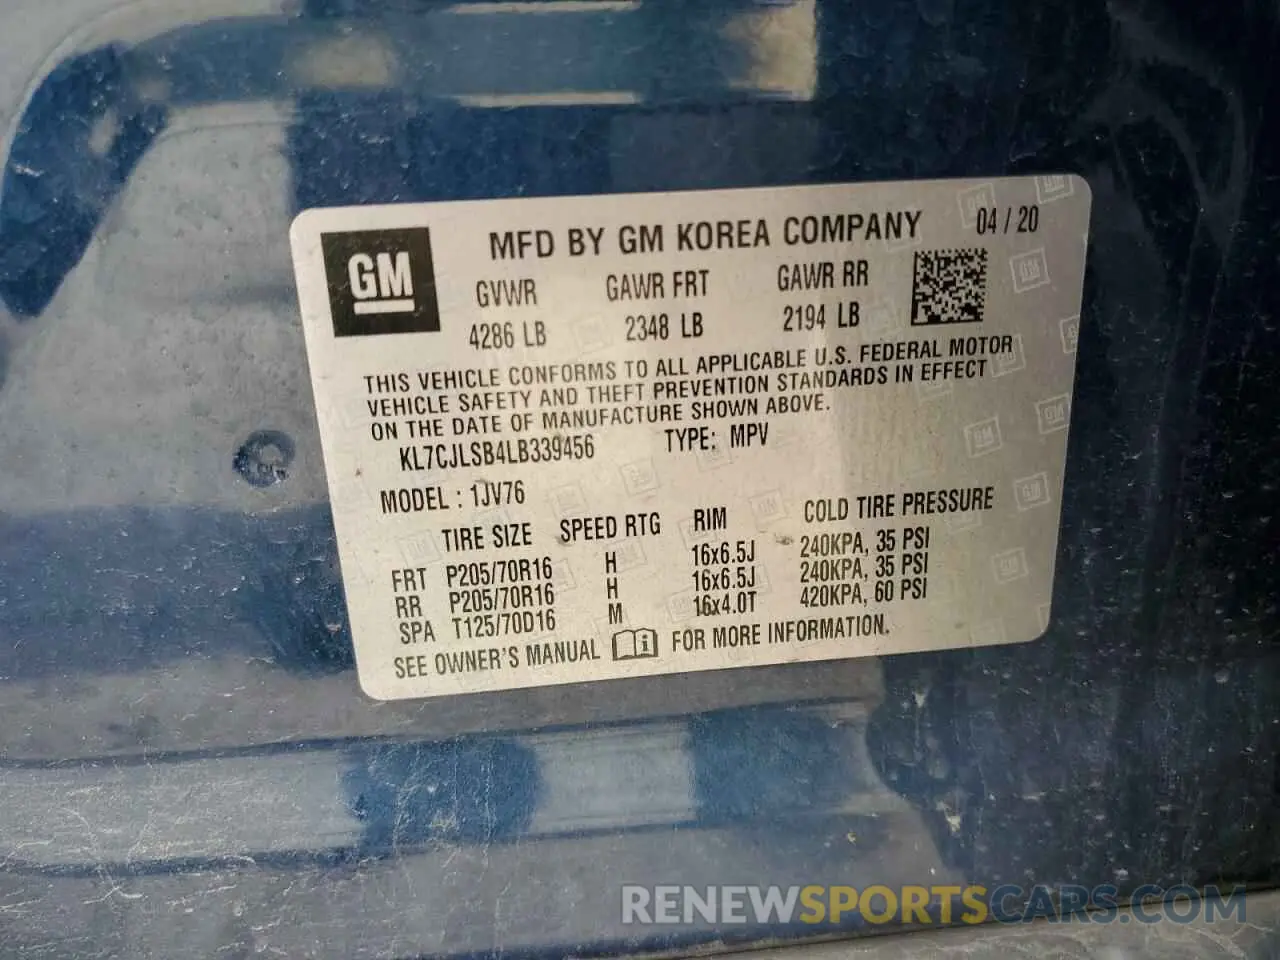 GM
MFD BY GM KOREA COMPANY 04 / 20
GVWR GAWR FRT GAWR RR
4286 LB 2348 LB 2194 LB
THIS VEHICLE CONFORMS TO ALL APPLICABLE U.S. FEDERAL MOTOR
VEHICLE SAFETY AND THEFT PREVENTION STANDARDS IN EFFECT
ON THE DATE OF MANUFACTURE SHOWN ABOVE.
KL7CJLSB4LB339456 TYPE: MPV
MODEL : 1JV76
TIRE SIZE SPEED RTG RIM COLD TIRE PRESSURE
FRT P205/70R16 H 16x6.5J 240KPA, 35 PSI
RR P205/70R16 H 16x6.5J 240KPA, 35 PSI
SPA T125/70D16 M 16x4.0T 420KPA, 60 PSI
SEE OWNER'S MANUAL i FOR MORE INFORMATION.
RENEWSPORTSCARS.COM